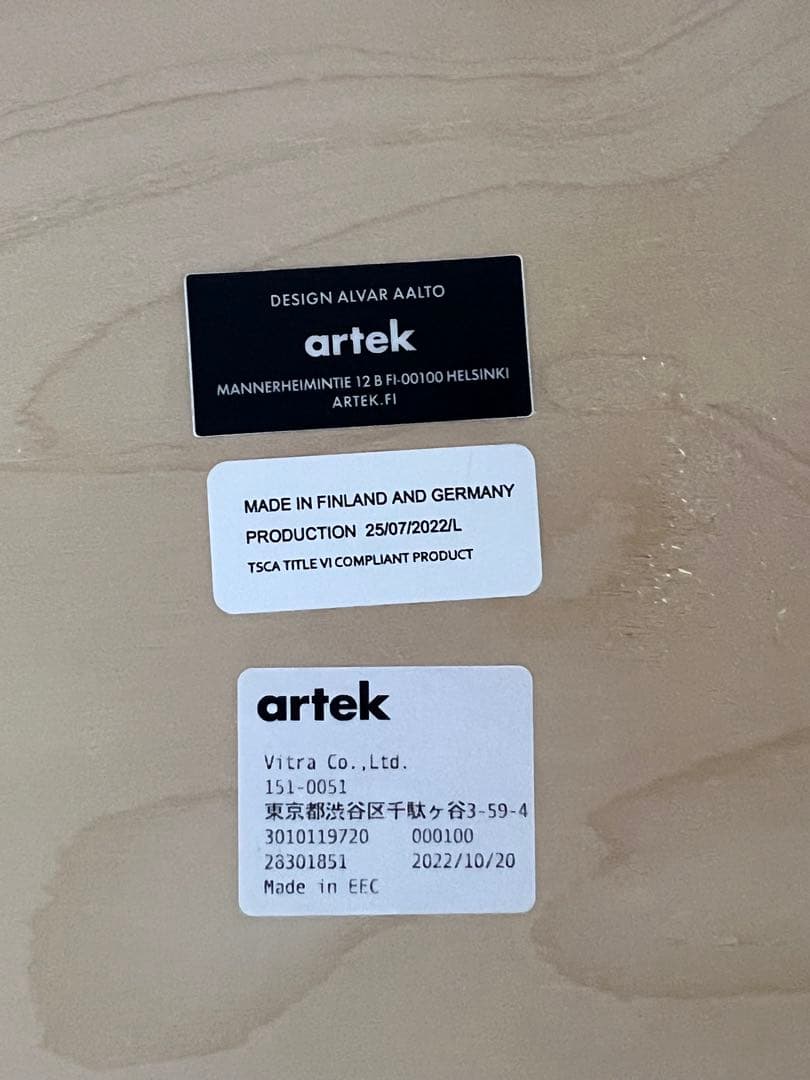 DESIGN ALVAR AALTO
artek
MANNERHEIMINTIE 12 B FI-00100 HELSINKI
ARTEK.FI
MADE IN FINLAND AND GERMANY
PRODUCTION 25/07/2022/L
TSCA TITLE VI COMPLIANT PRODUCT
artek
Vitra Co.,Ltd.
151-0051
東京都渋谷区千駄ヶ谷3-59-4
3010119720 000100
28301851 2022/10/20
Made in EEC